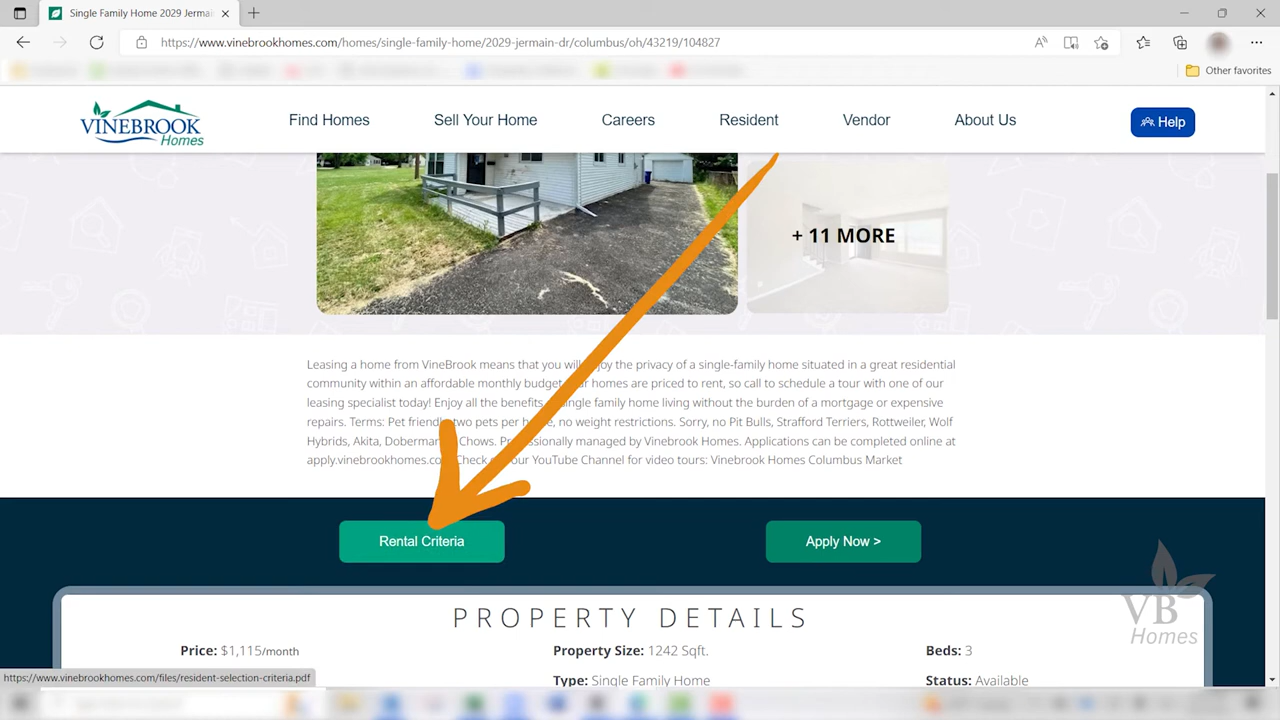 Single Family Home 2029 Jermai
https://www.vinebrookhomes.com/homes/single-family-home/2029-jermain-dr/columbus/oh/43219/104827
Other favorites
VINEBROOK
Homes
Find Homes
Sell Your Home
Careers
Resident
Vendor
About Us
Help
+ 11 MORE
Leasing a home from VineBrook means that you will enjoy the privacy of a single-family home situated in a great residential
community within an affordable monthly budget. homes are priced to rent, so call to schedule a tour with one of our
leasing specialist today! Enjoy all the benefits single family home living without the burden of a mortgage or expensive
repairs. Terms: Pet friendly two pets per no weight restrictions. Sorry, no Pit Bulls, Strafford Terriers, Rottweiler, Wolf
Hybrids, Akita, Doberman Chows. Professionally managed by Vinebrook Homes. Applications can be completed online at
apply.vinebrookhomes.co Check our YouTube Channel for video tours: Vinebrook Homes Columbus Market
Rental Criteria
Apply Now >
PROPERTY DETAILS
Price: $1,115/month
Property Size: 1242 Sqft.
Beds: 3
Type: Single Family Home
Status: Available
VB
Homes
https://www.vinebrookhomes.com/files/resident-selection-criteria.pdf